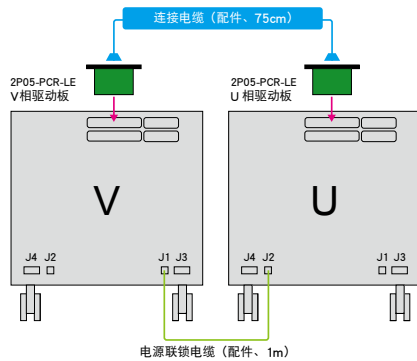 连接电缆（配件、75cm）
2P05-PCR-LE
V相驱动板
2P05-PCR-LE
U 相驱动板
V
U
J4 J2 J1 J3
J4 J2 J1 J3
电源联锁电缆（配件、1m）